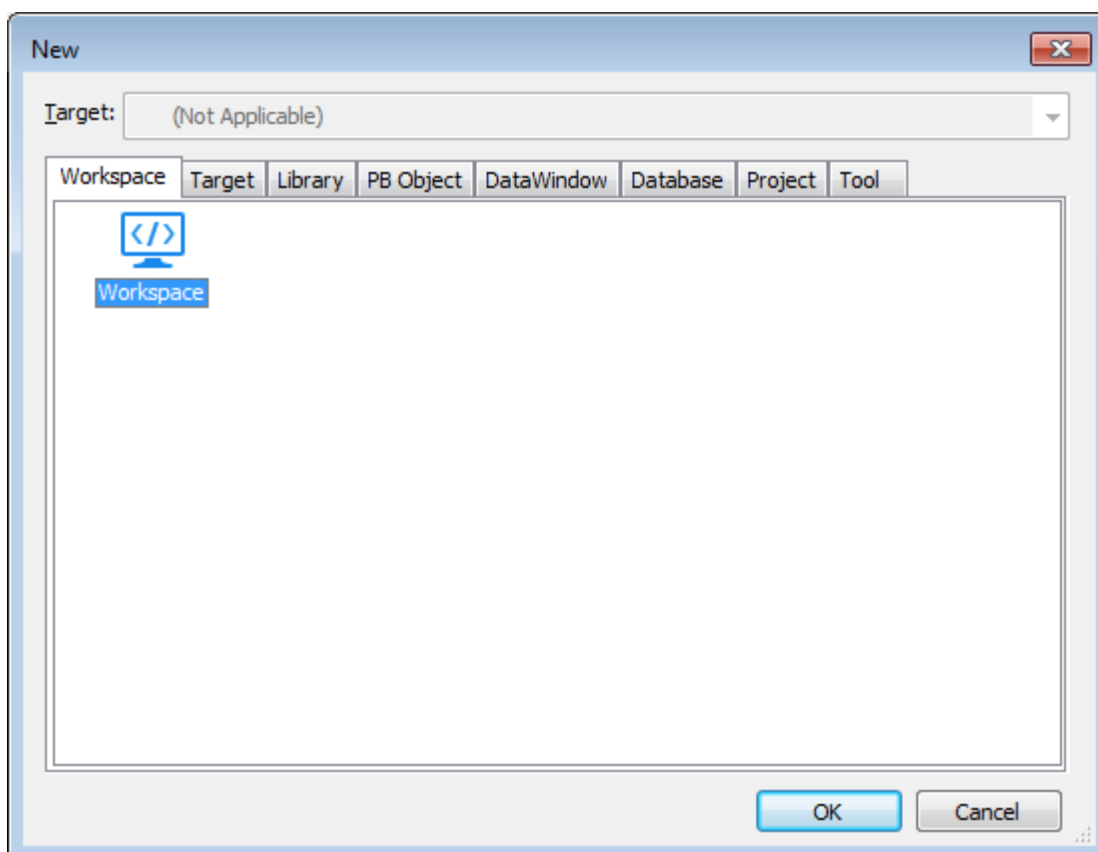 New
Target: (Not Applicable)
Workspace Target Library PB Object DataWindow Database Project Tool
</>
Workspace
OK Cancel